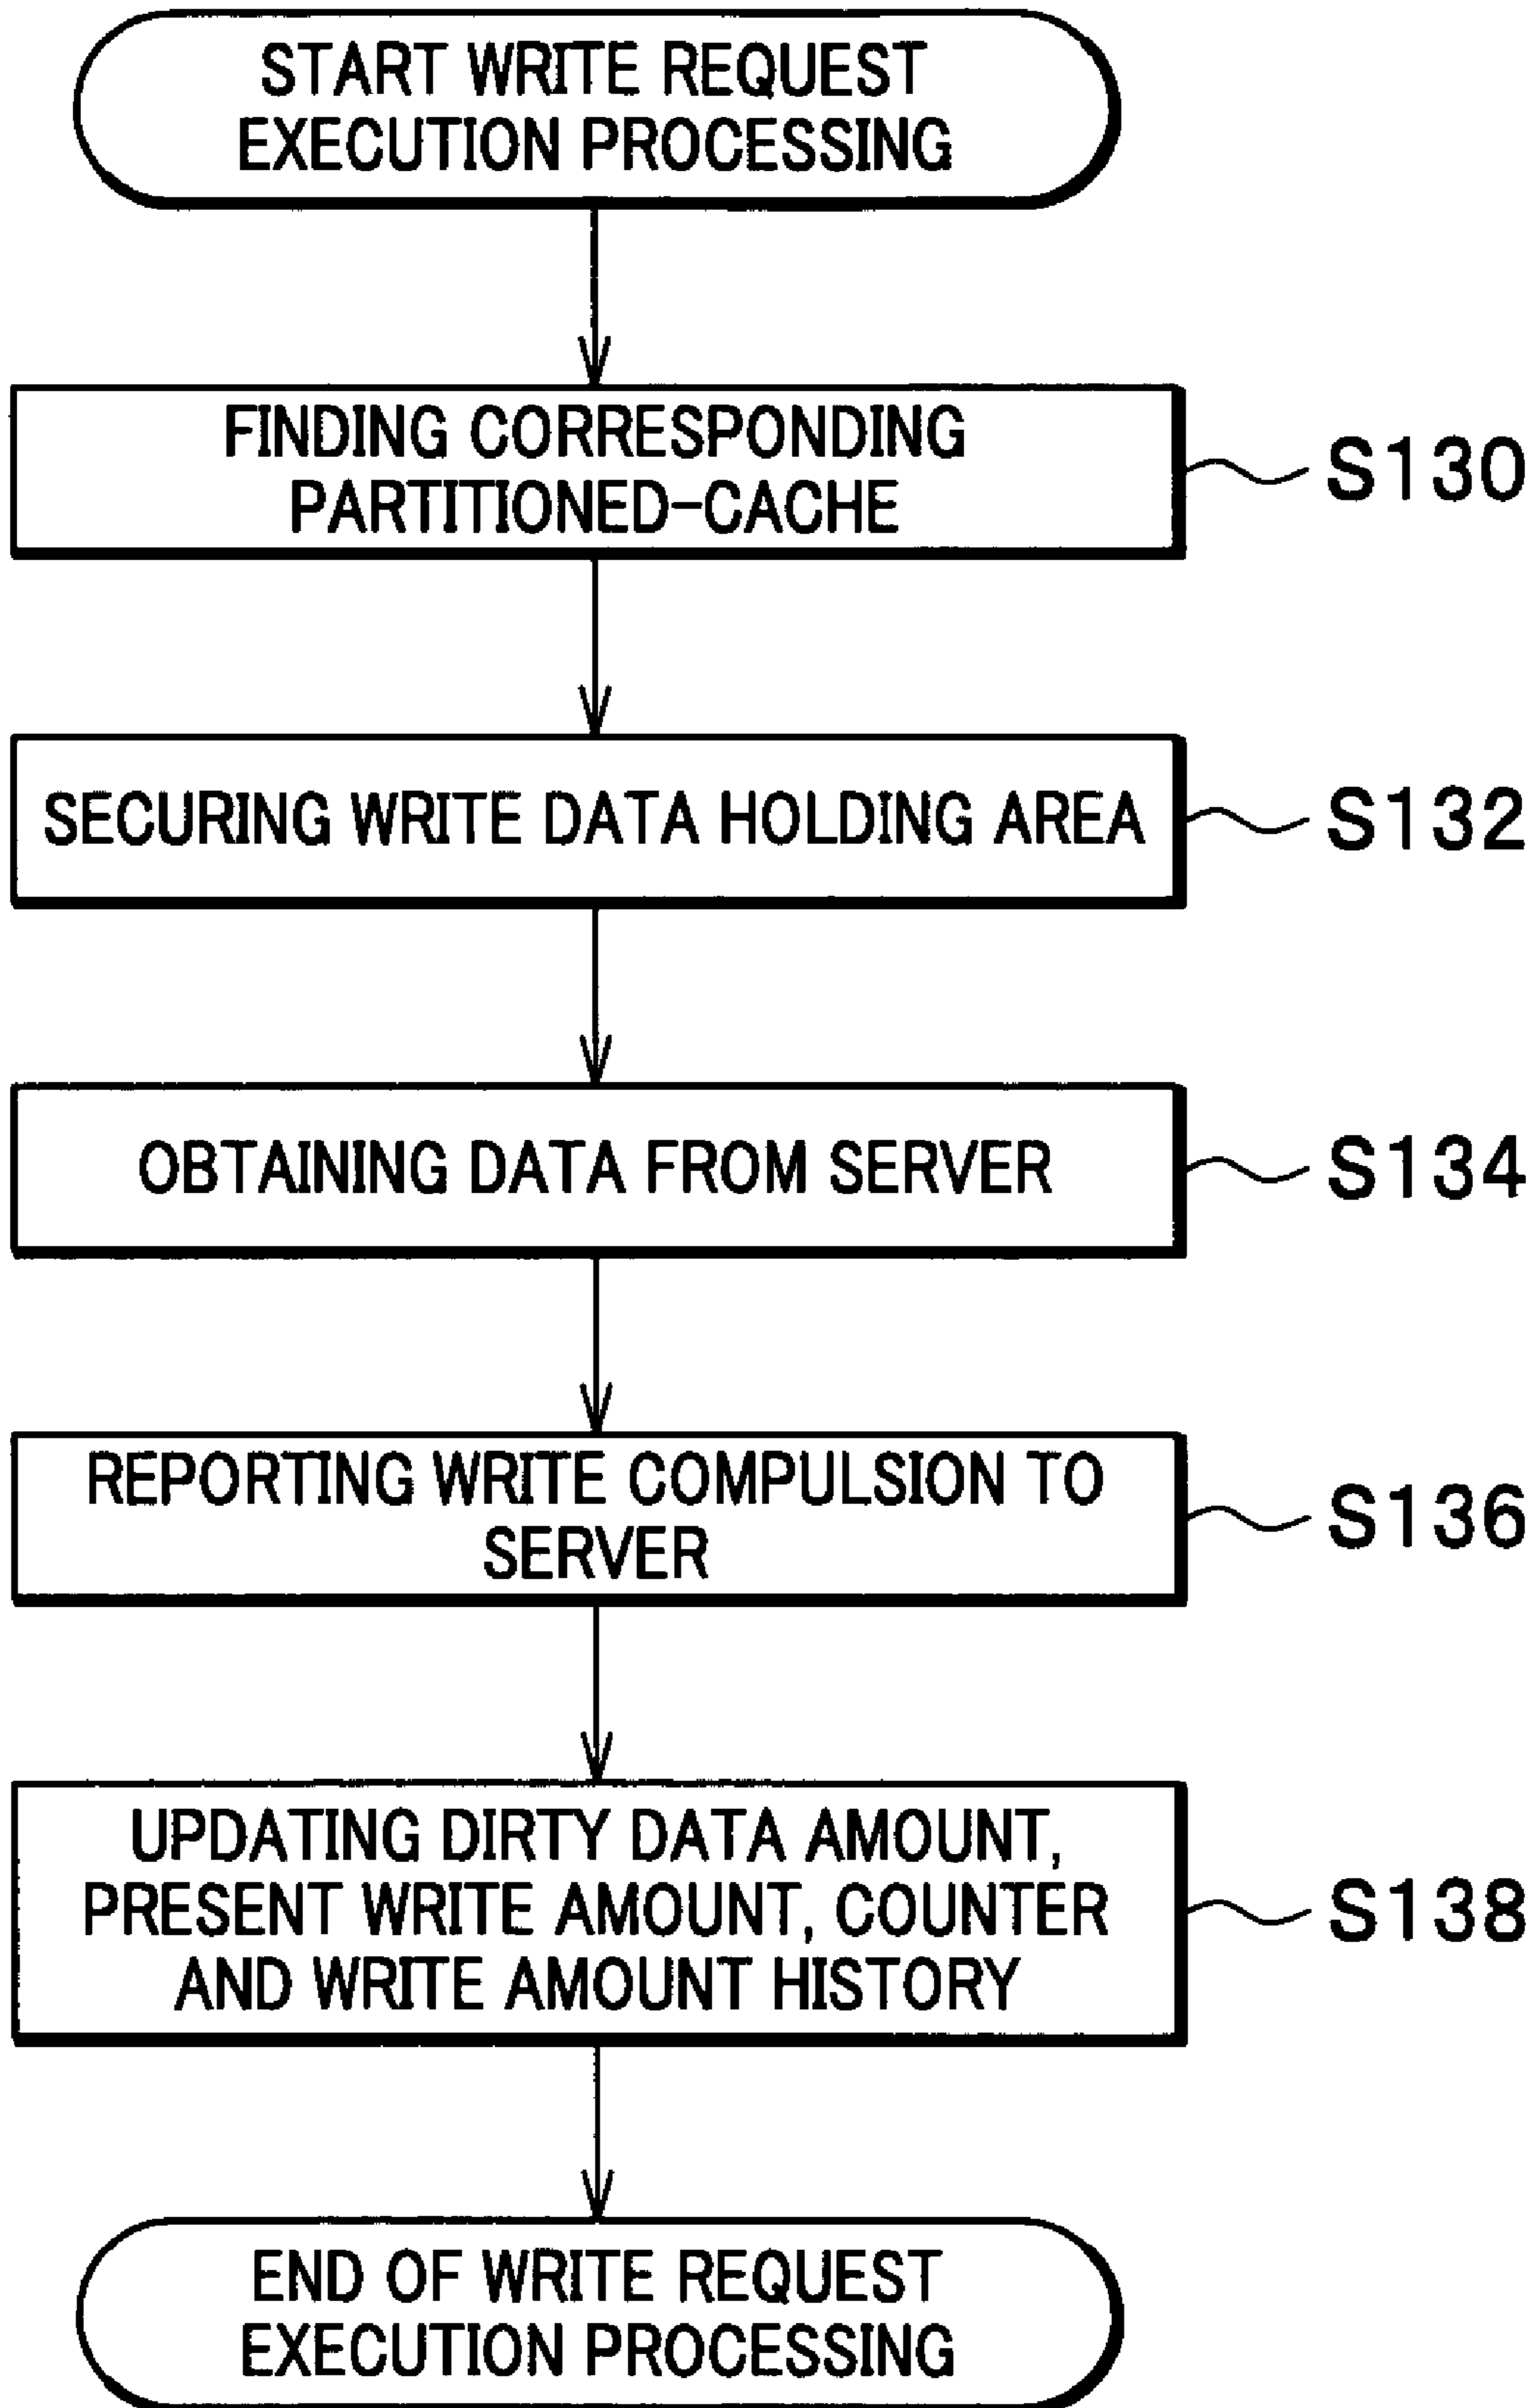 START WRITE REQUEST
EXECUTION PROCESSING
FINDING CORRESPONDING
PARTITIONED-CACHE
S130
SECURING WRITE DATA HOLDING AREA
S132
OBTAINING DATA FROM SERVER
S134
REPORTING WRITE COMPULSION TO
SERVER
S136
UPDATING DIRTY DATA AMOUNT,
PRESENT WRITE AMOUNT, COUNTER
AND WRITE AMOUNT HISTORY
S138
END OF WRITE REQUEST
EXECUTION PROCESSING